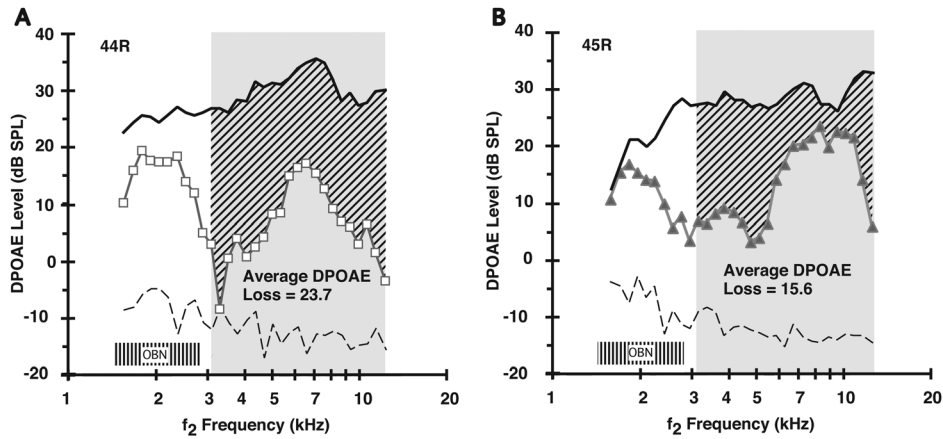 A
44R
40
30
20
10
0
-10
-20
DPOAE Level (dB SPL)
Average DPOAE
Loss = 23.7
OBN
1 2 3 4 5 7 10 20
f2 Frequency (kHz)
B
45R
40
30
20
10
0
-10
-20
DPOAE Level (dB SPL)
Average DPOAE
Loss = 15.6
OBN
1 2 3 4 5 7 10 20
f2 Frequency (kHz)